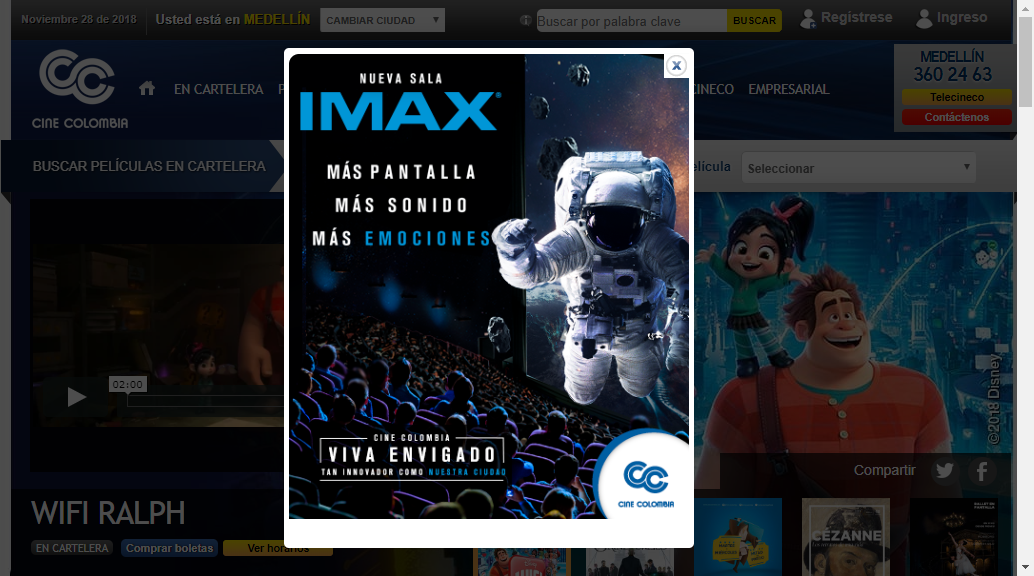 Noviembre 28 de 2018
Usted está en MEDELLÍN
CAMBIAR CIUDAD
Buscar por palabra clave
BUSCAR
Registrese
Ingreso
CINE COLOMBIA
EN CARTELERA
CINECO
EMPRESARIAL
MEDELLÍN
360 24 63
Telecineco
Contáctenos
BUSCAR PELÍCULAS EN CARTELERA
elícula
Seleccionar
NUEVA SALA
IMAX®
MÁS PANTALLA
MÁS SONIDO
MÁS EMOCIONES
CINE COLOMBIA
VIVA ENVIGADO
TAN INNOVADOR COMO NUESTRA CIUDAD
CINE COLOMBIA
02:00
©2018 Disney
Compartir
WIFI RALPH
EN CARTELERA
Comprar boletas
Ver horarios
CÉZANNE